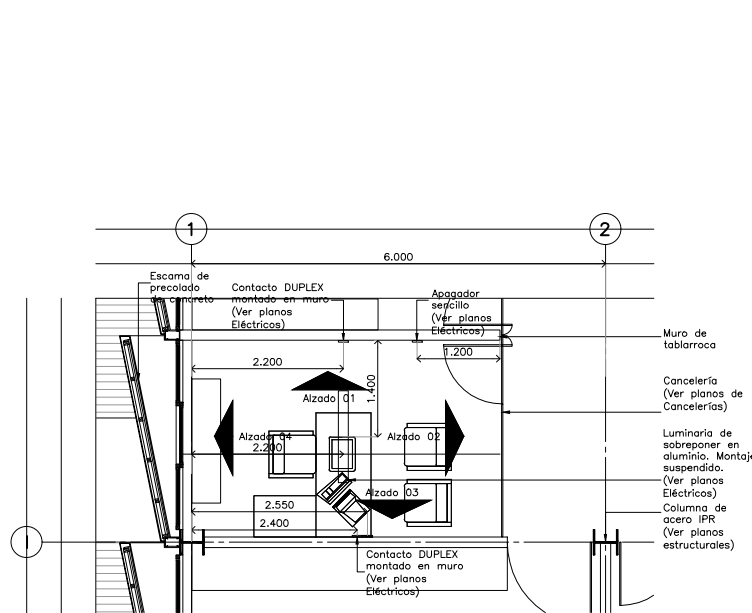 1
2
6.000
Escama de
precolado
de concreto
Contacto DUPLEX
montado en muro
(Ver planos
Eléctricos)
Apagador
sencillo
(Ver planos
Eléctricos)
Muro de
tablarroca
1.200
2.200
1.400
Alzado 01
Cancelería
(Ver planos de
Cancelerías)
Alzado 04
Alzado 02
2.200
Luminaria de
sobreponer en
aluminio. Montaje
suspendido.
(Ver planos
Eléctricos)
Alzado 03
2.550
2.400
Columna de
acero IPR
(Ver planos
estructurales)
I
Contacto DUPLEX
montado en muro
(Ver planos
Eléctricos)